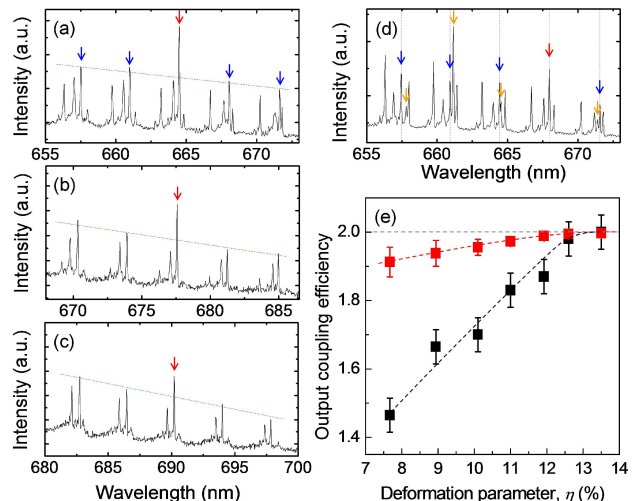 (a)
Intensity (a.u.)
655 660 665 670
(b)
Intensity (a.u.)
670 675 680 685
(c)
Intensity (a.u.)
680 685 690 695 700
Wavelength (nm)
(d)
Intensity (a.u.)
655 660 665 670
Wavelength (nm)
(e)
Output coupling efficiency
2.0
1.8
1.6
1.4
7 8 9 10 11 12 13 14
Deformation parameter, η (%)